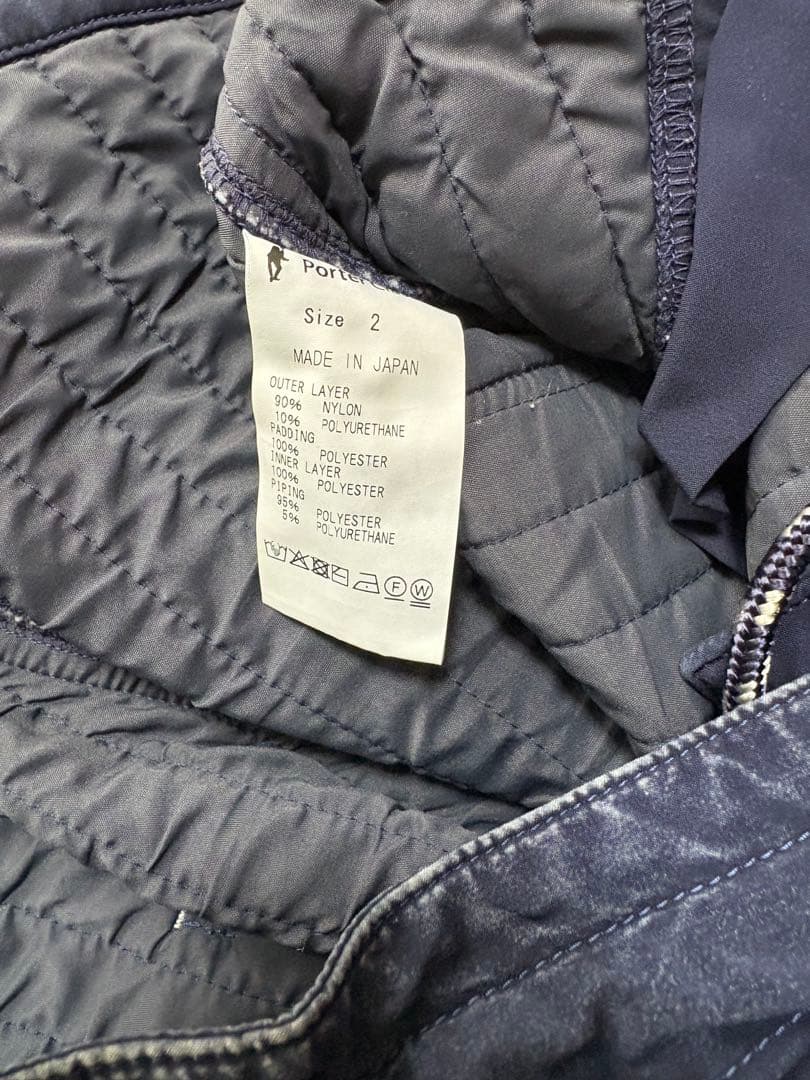 Porter
Size 2
MADE IN JAPAN
OUTER LAYER
90% NYLON
10% POLYURETHANE
PADDING
100% POLYESTER
INNER LAYER
100% POLYESTER
PIPING
95% POLYESTER
5% POLYURETHANE
F W